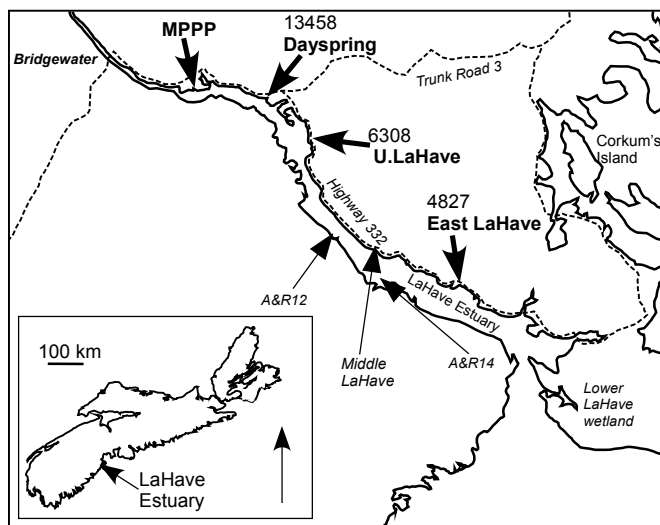 MPPP
13458
Dayspring
Bridgewater
Trunk Road 3
6308
U.LaHave
Corkum's
Island
Highway 332
4827
East LaHave
A&R12
LaHave Estuary
Middle
LaHave
A&R14
Lower
LaHave
wetland
100 km
LaHave
Estuary